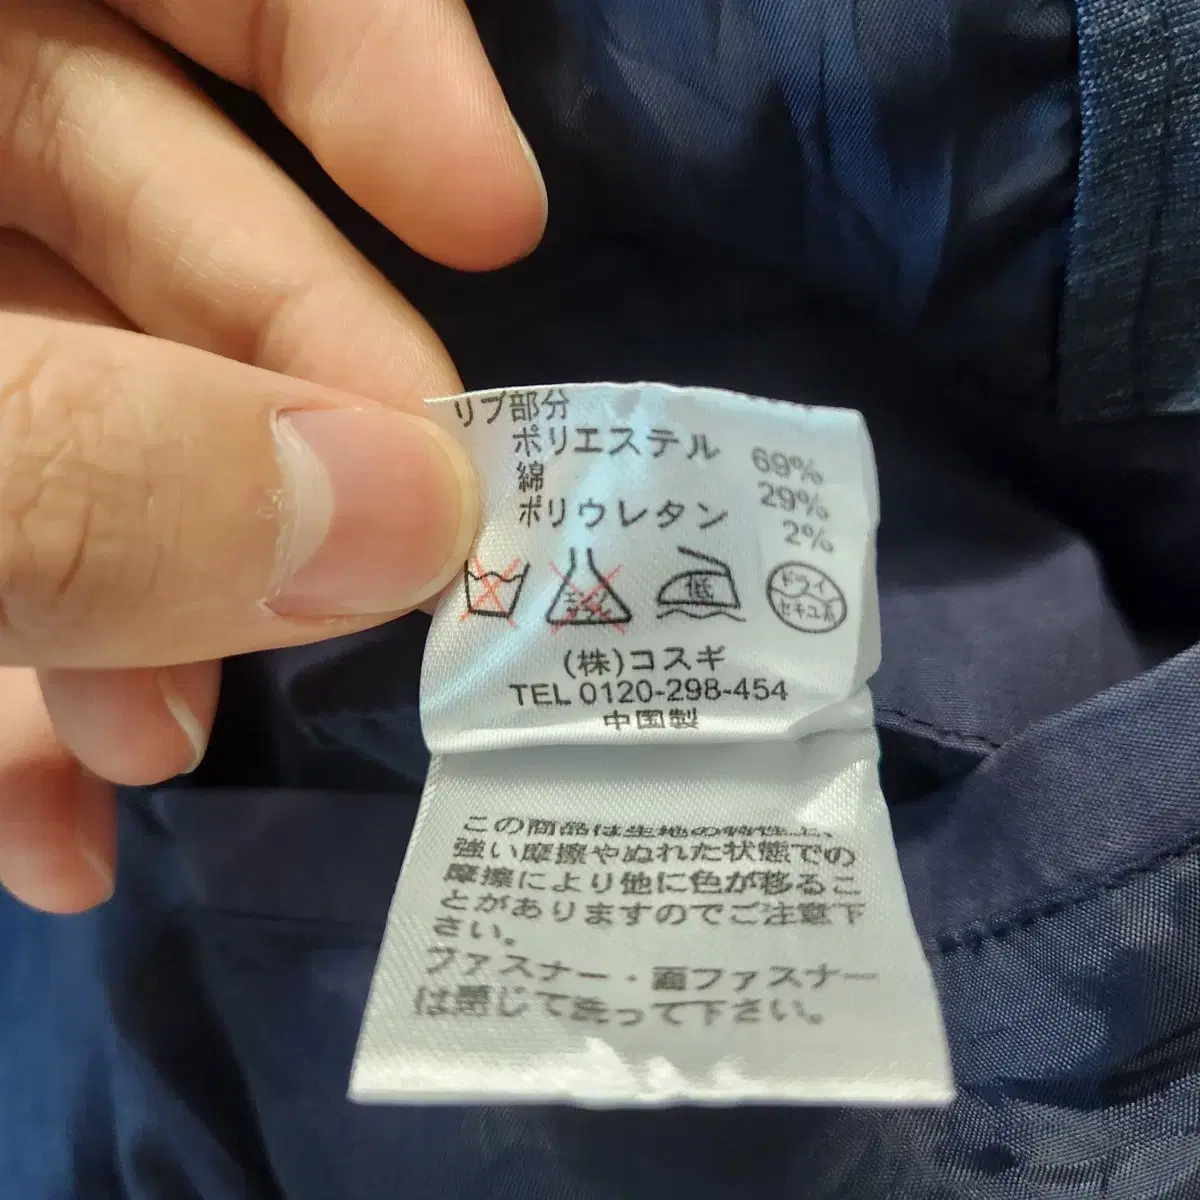 リブ部分
ポリエステル 69%
綿 29%
ポリウレタン 2%
低
ドライ
セキユ系
(株)コスギ
TEL 0120-298-454
中国製
この商品は生地の特性上、
強い摩擦やぬれた状態での
摩擦により他に色が移るこ
とがありますのでご注意下
さい。
ファスナー・面ファスナー
は閉じて洗って下さい。